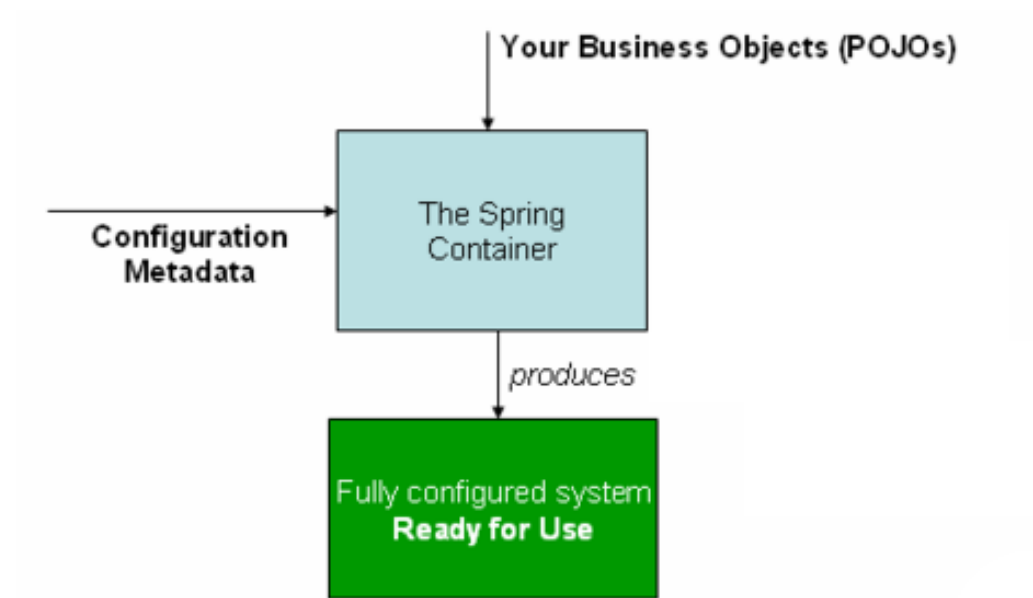 Your Business Objects (POJOs)
The Spring
Container
Configuration
Metadata
produces
Fully configured system
Ready for Use